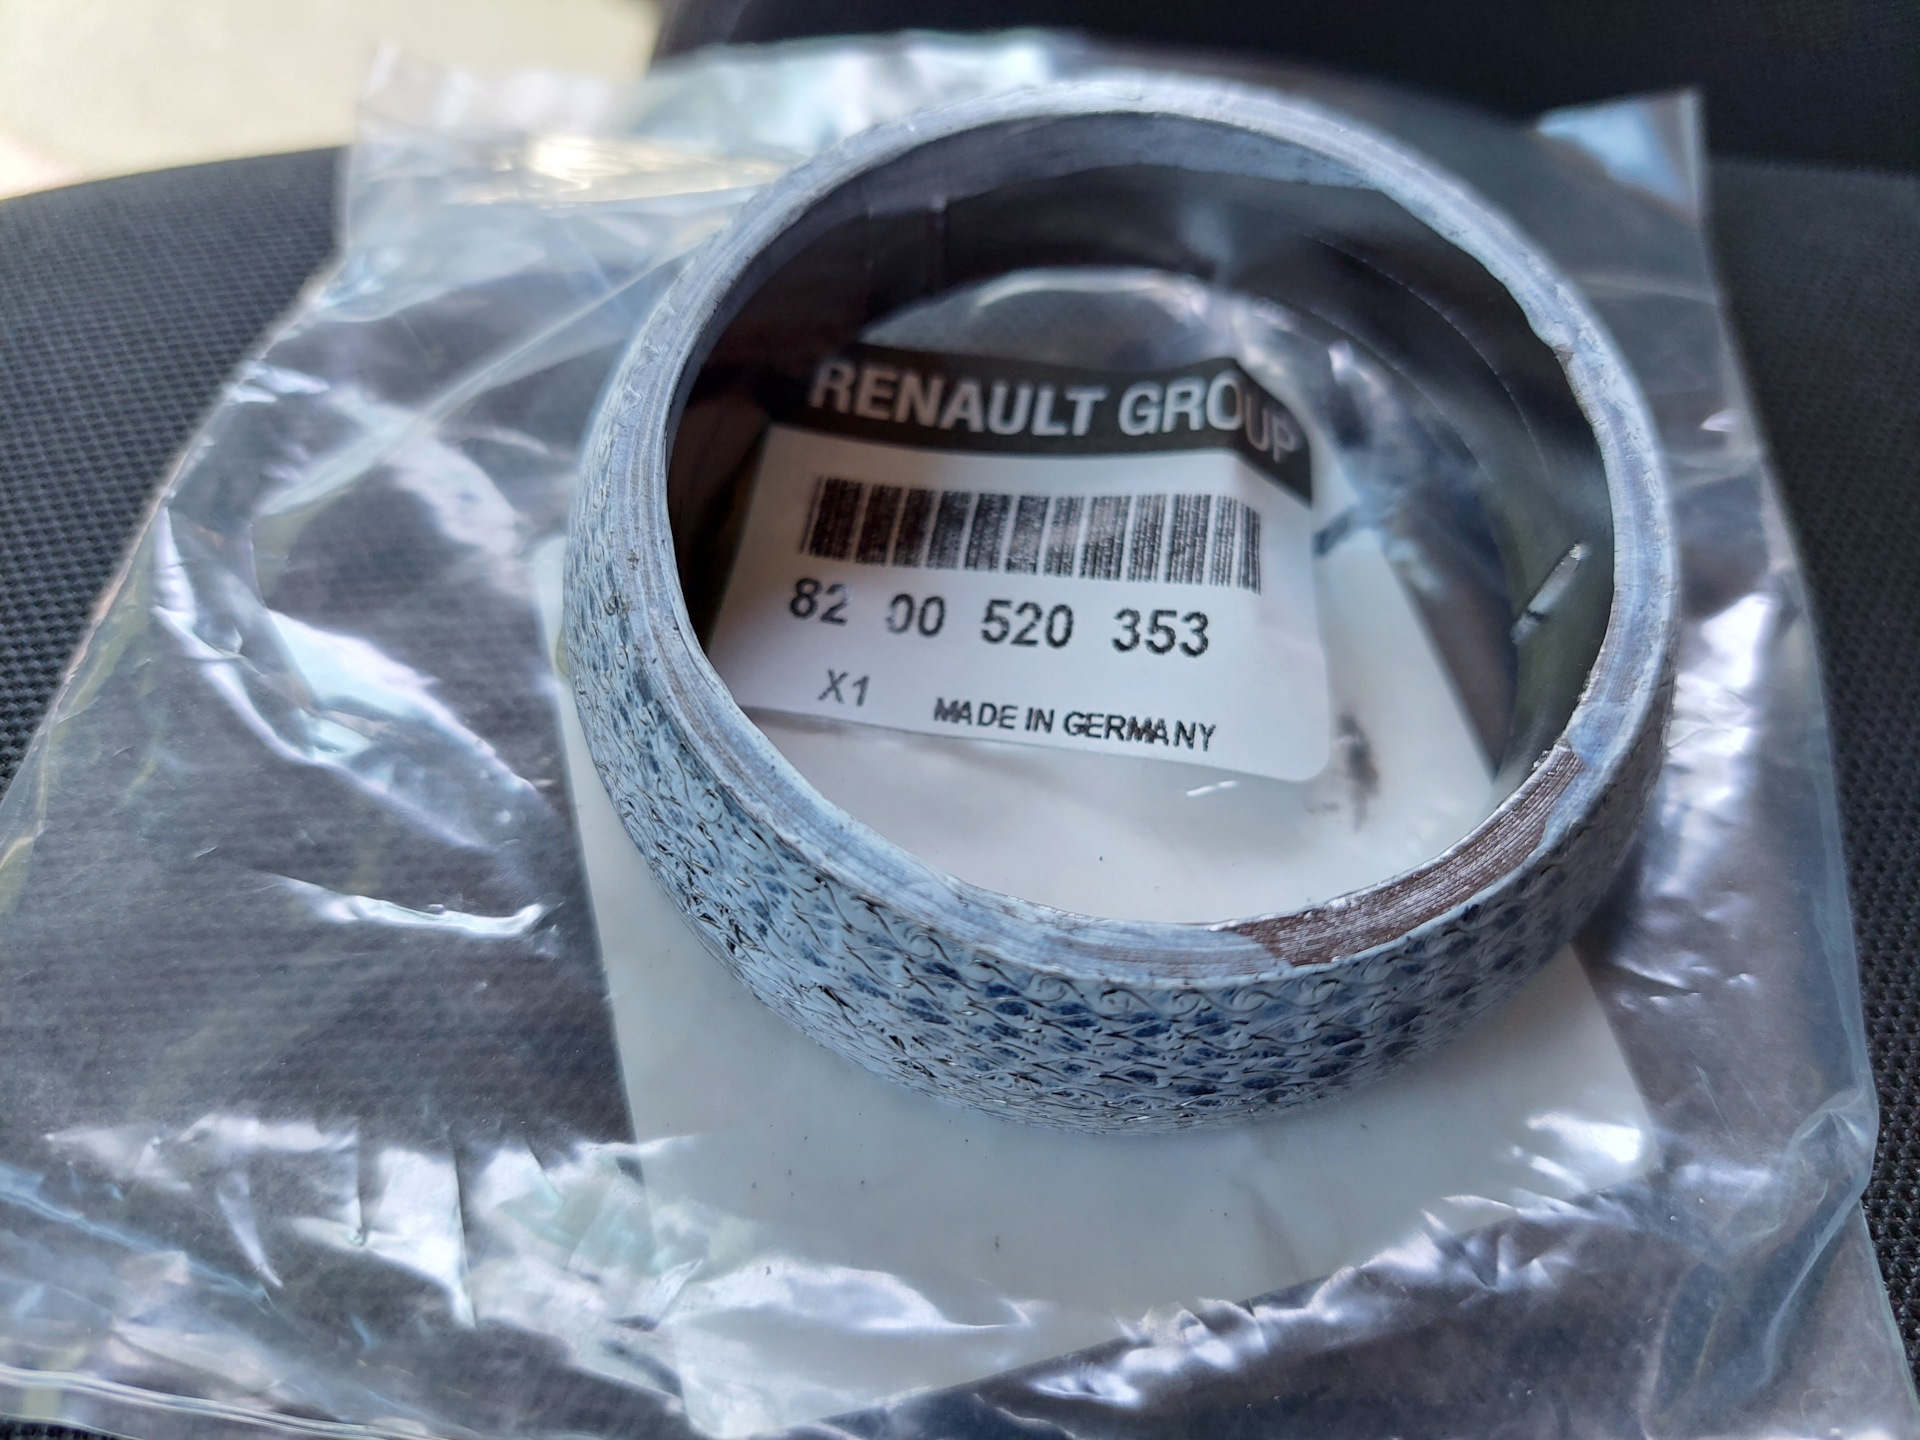 RENAULT GROUP
82 00 520 353
X1 MADE IN GERMANY